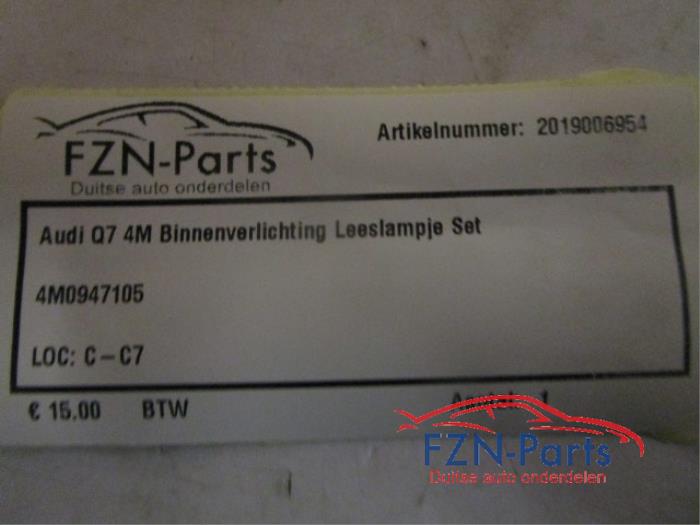 FZN-Parts
Duitse auto onderdelen
Artikelnummer: 2019006954
Audi Q7 4M Binnenverlichting Leeslampje Set
4M0947105
LOC: C-C7
€ 15.00 BTW
FZN-Parts
Duitse auto onderdelen